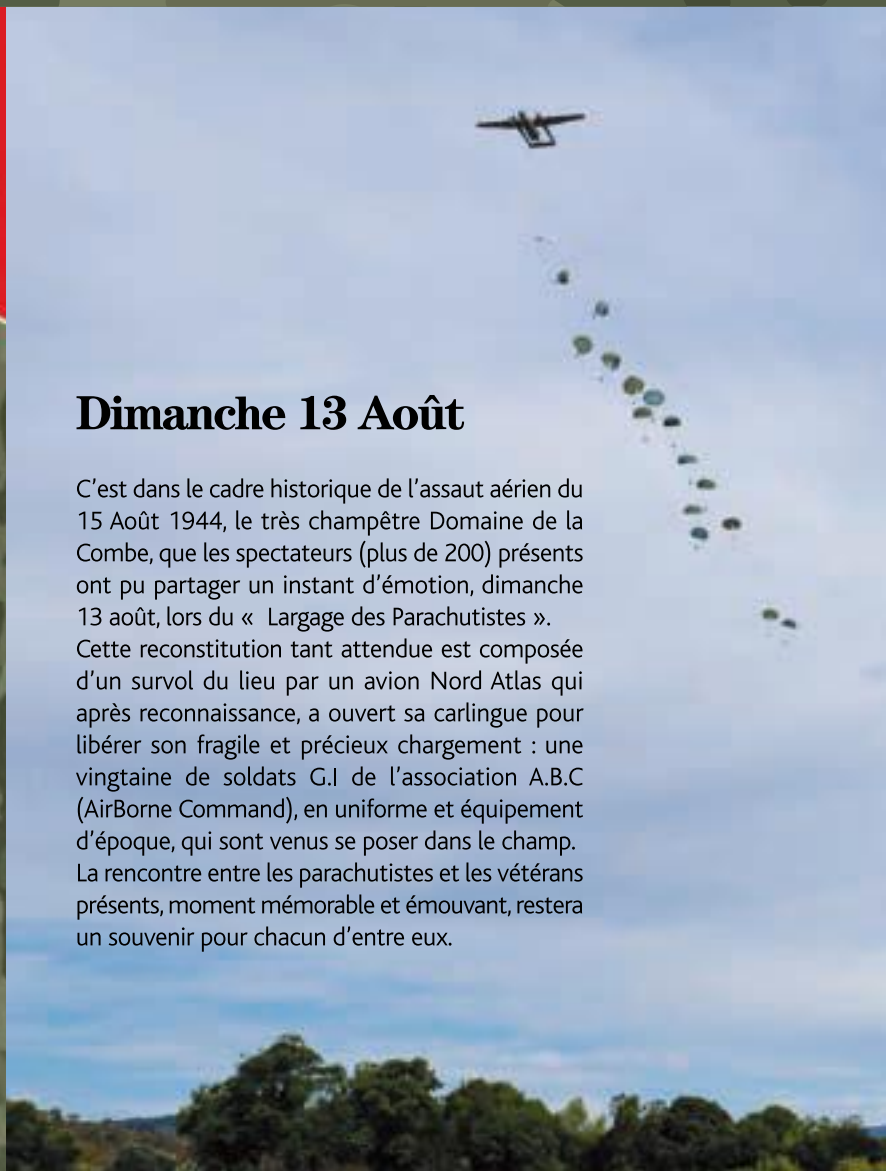 Dimanche 13 Août
C’est dans le cadre historique de l’assaut aérien du
15 Août 1944, le très champêtre Domaine de la
Combe, que les spectateurs (plus de 200) présents
ont pu partager un instant d’émotion, dimanche
13 août, lors du «  Largage des Parachutistes ».
Cette reconstitution tant attendue est composée
d’un survol du lieu par un avion Nord Atlas qui
après reconnaissance, a ouvert sa carlingue pour
libérer son fragile et précieux chargement : une
vingtaine de soldats G.I de l’association A.B.C
(AirBorne Command), en uniforme et équipement
d’époque, qui sont venus se poser dans le champ.
La rencontre entre les parachutistes et les vétérans
présents, moment mémorable et émouvant, restera
un souvenir pour chacun d’entre eux.